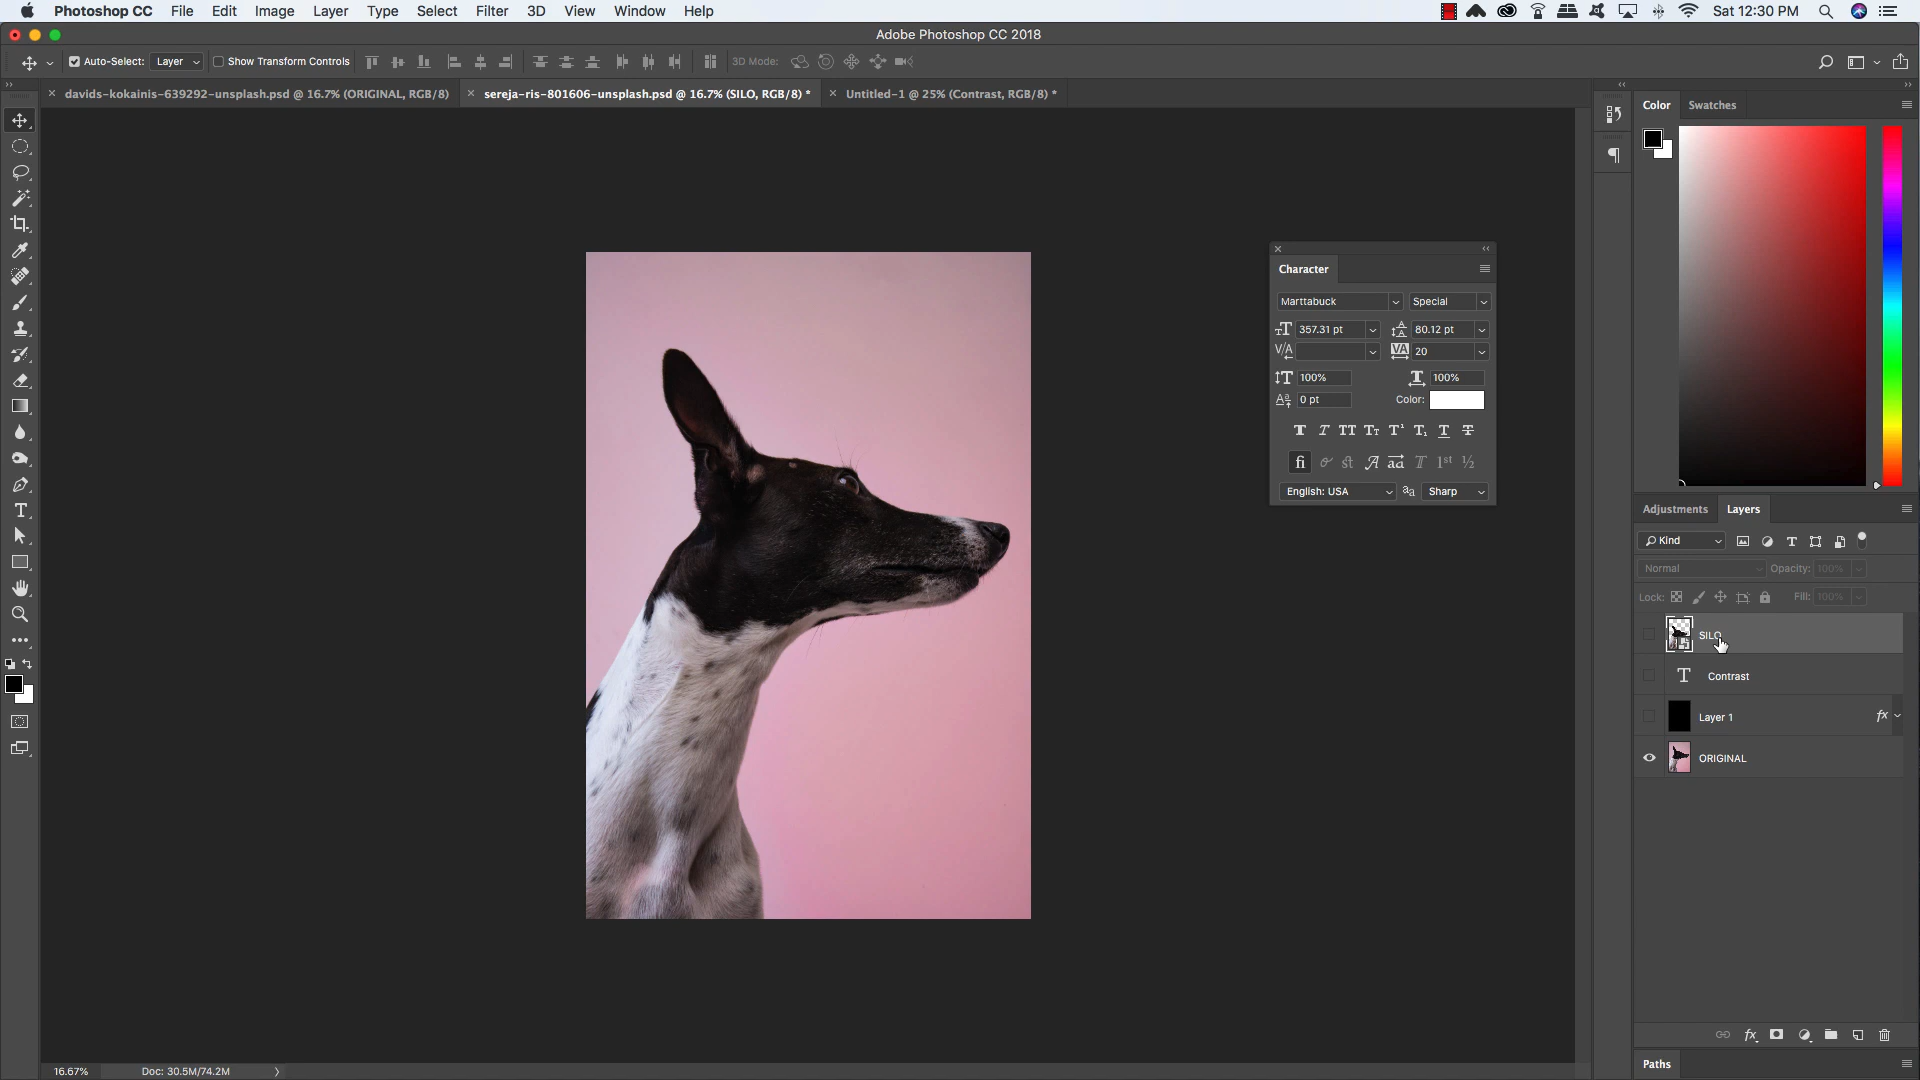 Photoshop CC File Edit Image Layer Type Select Filter 3D View Window Help Sat 12:30 PM
Adobe Photoshop CC 2018
Auto-Select: Layer Show Transform Controls 3D Mode:
davids-kokainis-639292-unsplash.psd @ 16.7% (ORIGINAL, RGB/8) sereja-ris-801606-unsplash.psd @ 16.7% (SILO, RGB/8) * Untitled-1 @ 25% (Contrast, RGB/8) *
Color Swatches
Character
Marttabuck Special
357.31 pt 80.12 pt
20
100% 100%
0 pt Color:
English: USA Sharp
Adjustments Layers
Kind
Normal Opacity: 100%
Lock: Fill: 100%
SILO
Contrast
Layer 1 fx
ORIGINAL
fx
Paths
16.67% Doc: 30.5M/74.2M